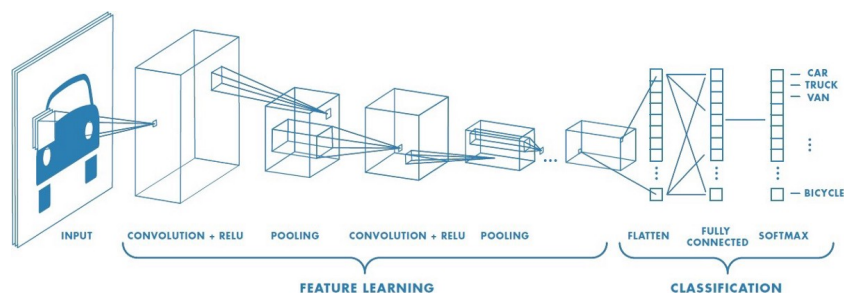 CAR
TRUCK
VAN
BICYCLE
INPUT
CONVOLUTION + RELU
POOLING
CONVOLUTION + RELU
POOLING
FLATTEN
FULLY
CONNECTED
SOFTMAX
FEATURE LEARNING
CLASSIFICATION